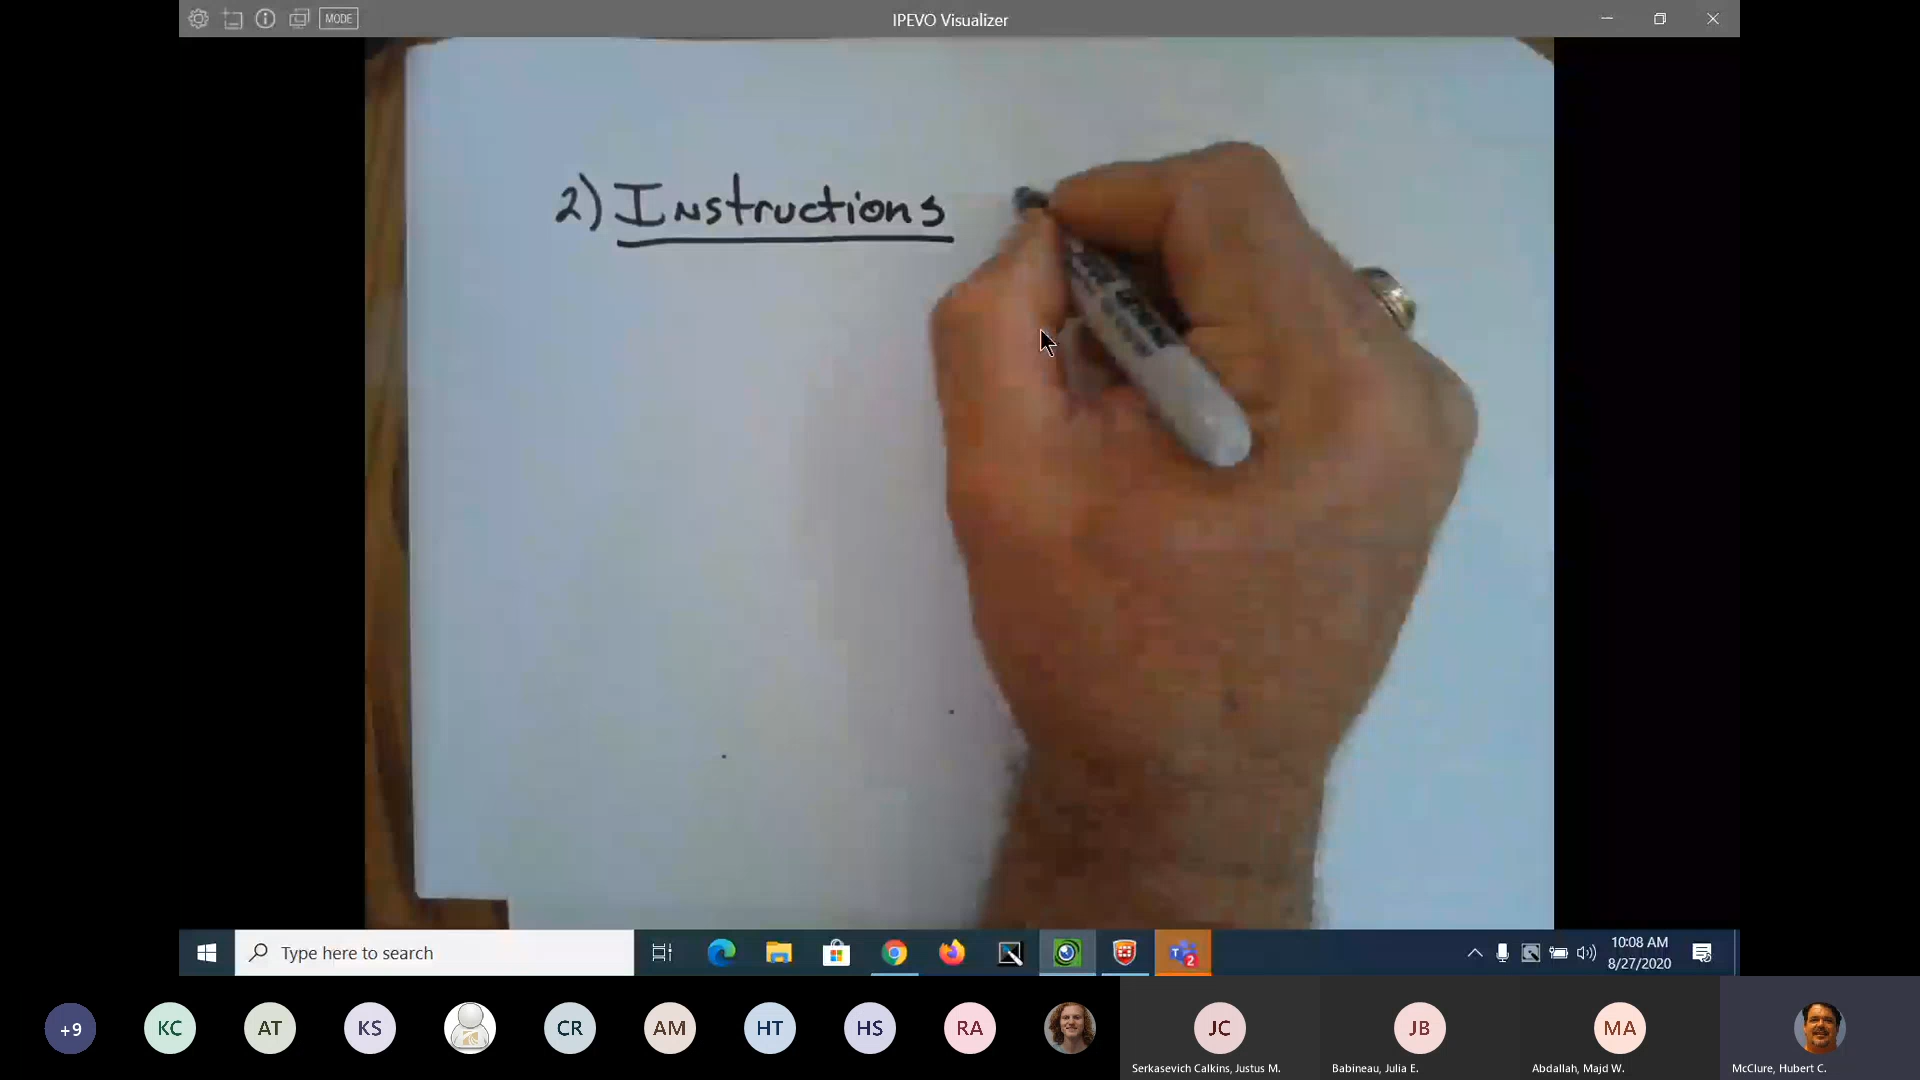 MODE
IPEVO Visualizer
2) Instructions
Type here to search
2
10:08 AM
8/27/2020
+9
KC
AT
KS
CR
AM
HT
HS
RA
JC
JB
MA
Serkasevich Calkins, Justus M.
Babineau, Julia E.
Abdallah, Majd W.
McClure, Hubert C.